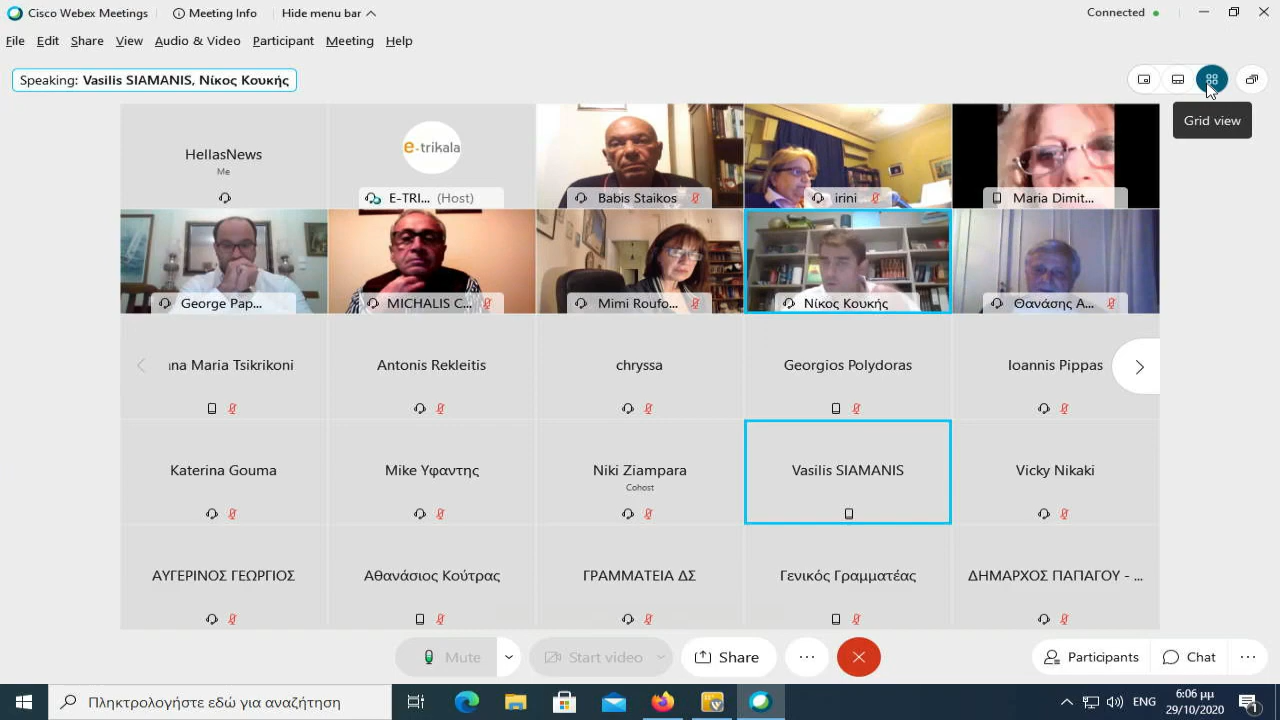 Cisco Webex Meetings
Meeting Info
Hide menu bar
Connected
File Edit Share View Audio & Video Participant Meeting Help
Speaking: Vasilis SIAMANIS, Νίκος Κουκής
Grid view
HellasNews
Me
e-trikala
E-TRI... (Host)
Babis Staikos
irini
Maria Dimit...
George Pap...
MICHALIS C...
Mimi Roufo...
Νίκος Κουκής
Θανάσης Α...
nna Maria Tsikrikoni
Antonis Rekleitis
chryssa
Georgios Polydoras
Ioannis Pippas
Katerina Gouma
Mike Υφαντης
Niki Ziampara
Cohost
Vasilis SIAMANIS
Vicky Nikaki
ΑΥΓΕΡΙΝΟΣ ΓΕΩΡΓΙΟΣ
Αθανάσιος Κούτρας
ΓΡΑΜΜΑΤΕΙΑ ΔΣ
Γενικός Γραμματέας
ΔΗΜΑΡΧΟΣ ΠΑΠΑΓΟΥ - ...
Mute
Start video
Share
Participants
Chat
Πληκτρολογήστε εδώ για αναζήτηση
ENG
6:06 μμ
29/10/2020
1